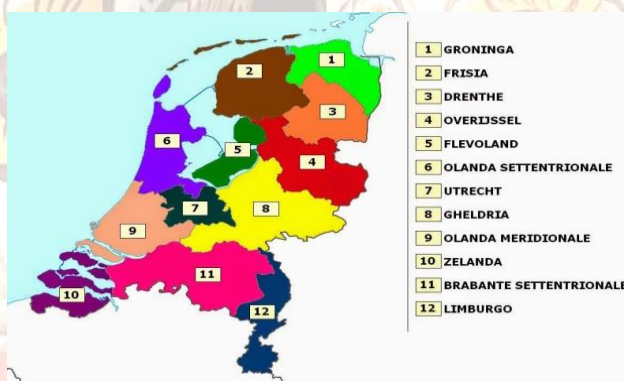 1 GRONINGA
2 FRISIA
3 DRENTHE
4 OVERIJSSEL
5 FLEVOLAND
6 OLANDA SETTENTRIONALE
7 UTRECHT
8 GHELDRIA
9 OLANDA MERIDIONALE
10 ZELANDA
11 BRABANTE SETTENTRIONALE
12 LIMBURGO
1
2
3
4
5
6
7
8
9
10
11
12